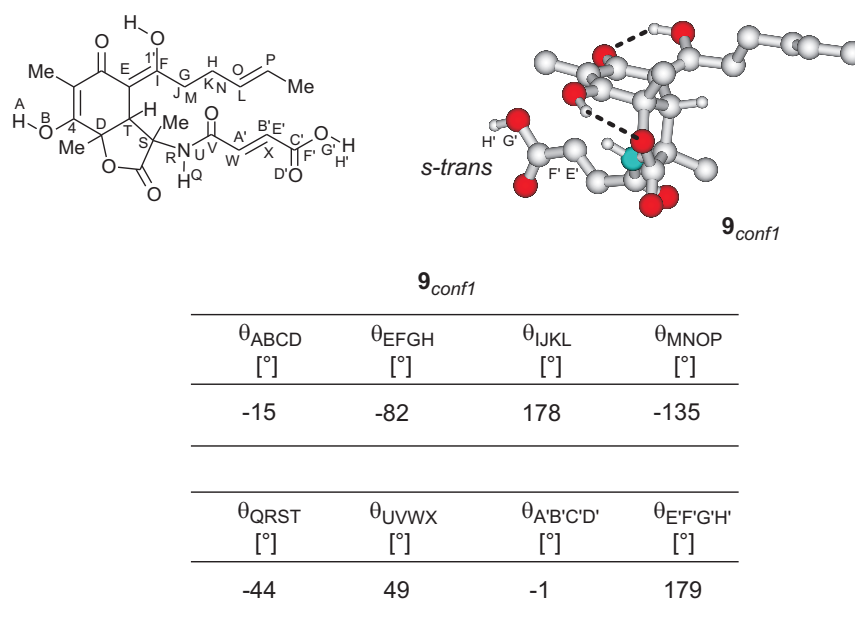 H
O
O
1'
E
F
I
G
H
M
J
K
N
O
L
P
Me
Me
A
H
B
O
4
D
T
H
Me
S
Me
O
O
R
N
H
Q
U
V
O
W
A'
B'
E'
X
C'
F'
O
G'
H
H'
D'
O
H'
G'
F'
E'
s-trans
9conf1
9conf1
θABCD θEFGH θIJKL θMNOP
[°] [°] [°] [°]
-15 -82 178 -135
θQRST θUVWX θA'B'C'D' θE'F'G'H'
[°] [°] [°] [°]
-44 49 -1 179